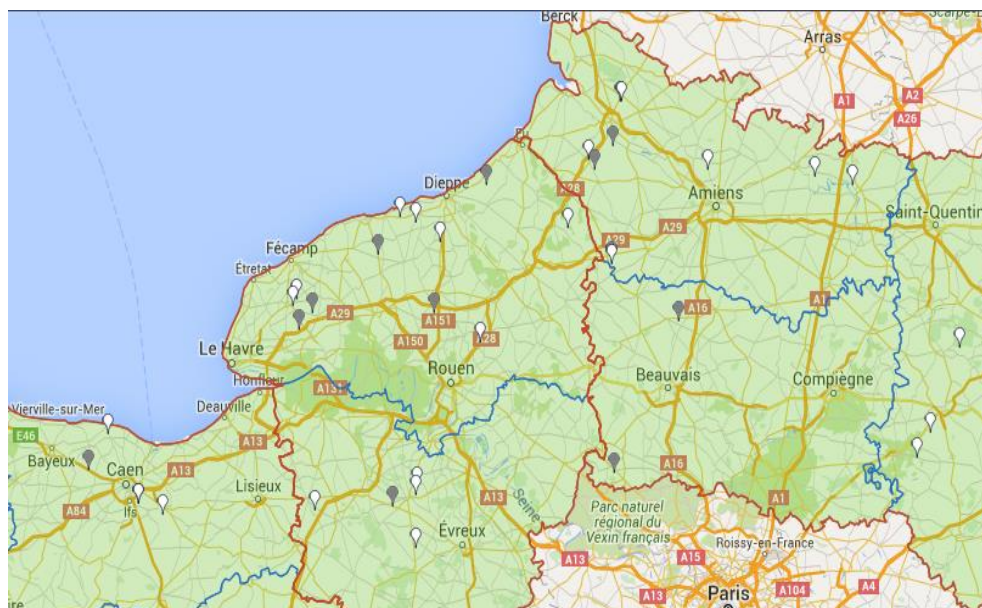 Berck
Arras
A1
A2
A26
A28
Amiens
Saint-Quentin
Dieppe
A29
A29
Fécamp
Étretat
A29
A151
A16
A1
A150
A28
Le Havre
Rouen
Beauvais
Compiègne
Honfleur
A131
Deauville
Vierville-sur-Mer
E46
Bayeux
Caen
A13
A13
Lisieux
A16
A84
Ifs
A13
A1
Seine
Parc naturel
régional du
Vexin français
Évreux
Roissy-en-France
A13
A15
A13
Paris
A104
A4